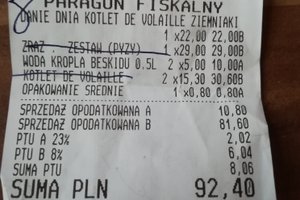 PARAGON FISKALNY
DANIE DNIA KOTLET DE VOLAILLE ZIEMNIAKI
1 x22,00 22,00B
ZRAZ. ZESTAW (PYZY) 1 x29,00 29,00B
WODA KROPLA BESKIDU 0.5L 2 x5,00 10,00A
KOTLET DE VOLAILLE 2 x15,30 30,60B
OPAKOWANIE SREDNIE 1 x0,80 0,80A
SPRZEDAŻ OPODATKOWANA A 10,80
SPRZEDAŻ OPODATKOWANA B 81,60
PTU A 23% 2,02
PTU B 8% 6,04
SUMA PTU 8,06
SUMA PLN 92,40